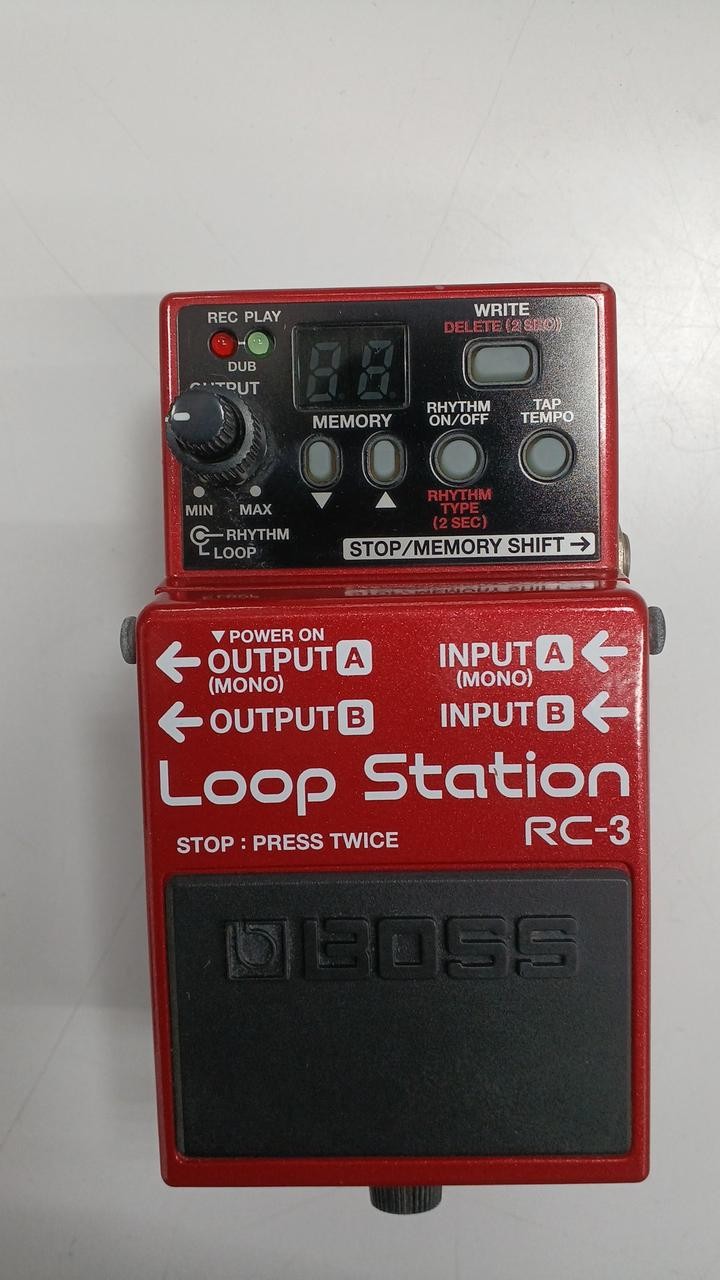 REC PLAY
DUB
OUTPUT
MIN MAX
RHYTHM
LOOP
MEMORY
WRITE
DELETE (2 SEC)
RHYTHM
ON/OFF
RHYTHM
TYPE
(2 SEC)
TAP
TEMPO
STOP/MEMORY SHIFT→
▼POWER ON
←OUTPUT A
(MONO)
←OUTPUT B
INPUT A←
(MONO)
INPUT B←
Loop Station
RC-3
STOP : PRESS TWICE
BOSS